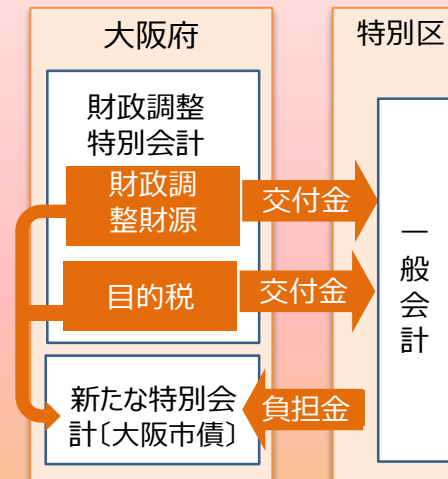 大阪府
特別区
財政調整
特別会計
財政調
整財源
交付金
目的税
交付金
一般会計
新たな特別会
計〔大阪市債〕
負担金